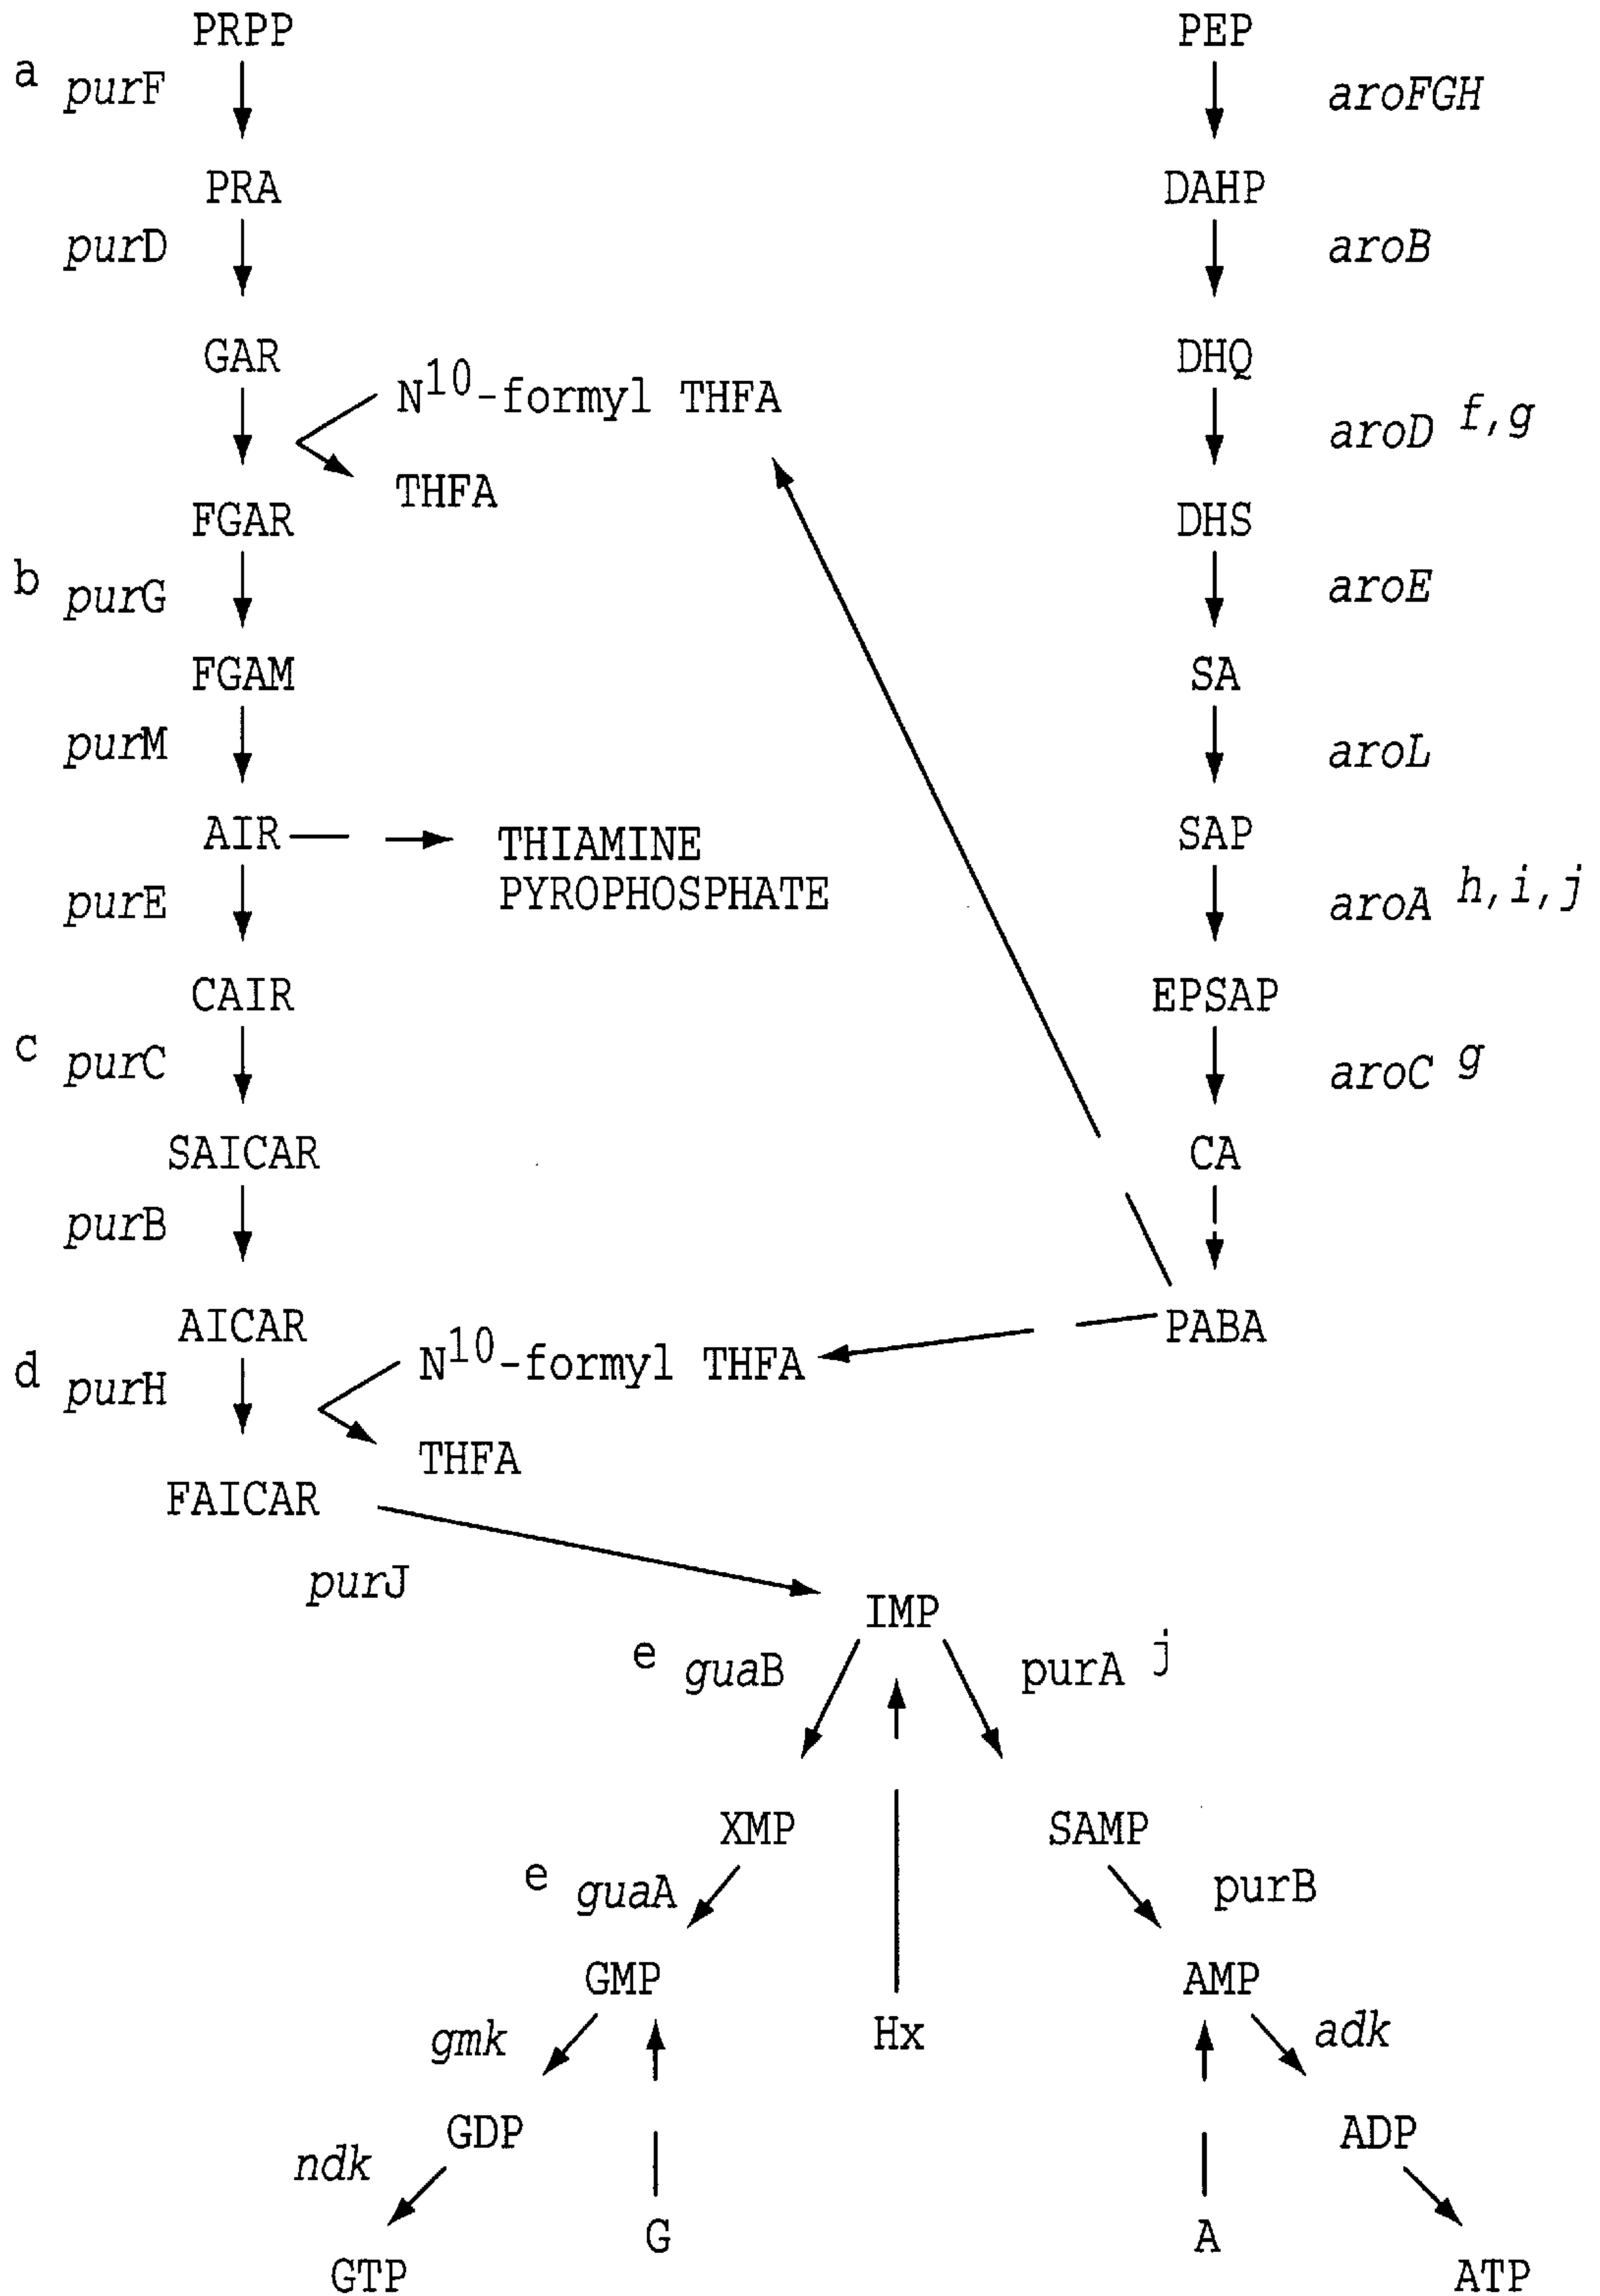 PRPP
a purF
PRA
purD
GAR
N10-formyl THFA
THFA
FGAR
b purG
FGAM
purM
AIR
THIAMINE
PYROPHOSPHATE
purE
CAIR
c purC
SAICAR
purB
AICAR
d purH
N10-formyl THFA
THFA
FAICAR
purJ
PEP
aroFGH
DAHP
aroB
DHQ
aroD f,g
DHS
aroE
SA
aroL
SAP
aroA h,i,j
EPSAP
aroC g
CA
PABA
IMP
e guaB
purA j
XMP
SAMP
e guaA
purB
GMP
AMP
Hx
gmk
adk
GDP
ADP
ndk
G
A
GTP
ATP